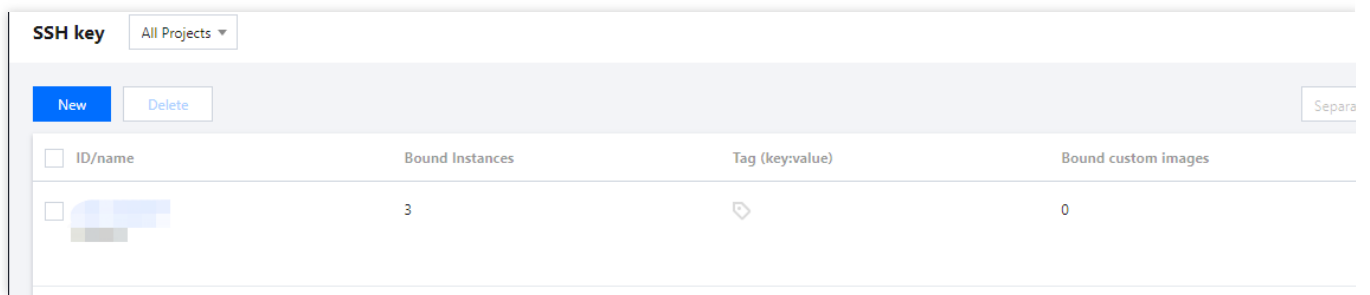 SSH key All Projects
New Delete
ID/name Bound Instances Tag (key:value) Bound custom images
3 0